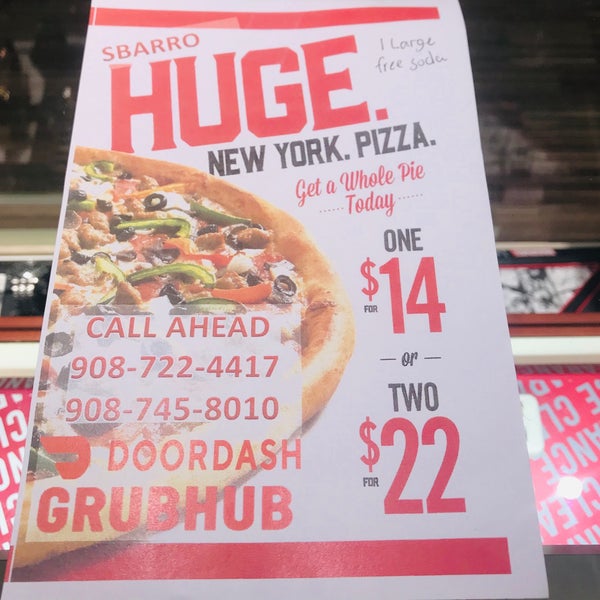 SBARRO
1 Large
free soda
HUGE.
NEW YORK. PIZZA.
Get a Whole Pie
Today
ONE
$14
FOR
or
TWO
$22
FOR
CALL AHEAD
908-722-4417
908-745-8010
DOORDASH
GRUBHUB